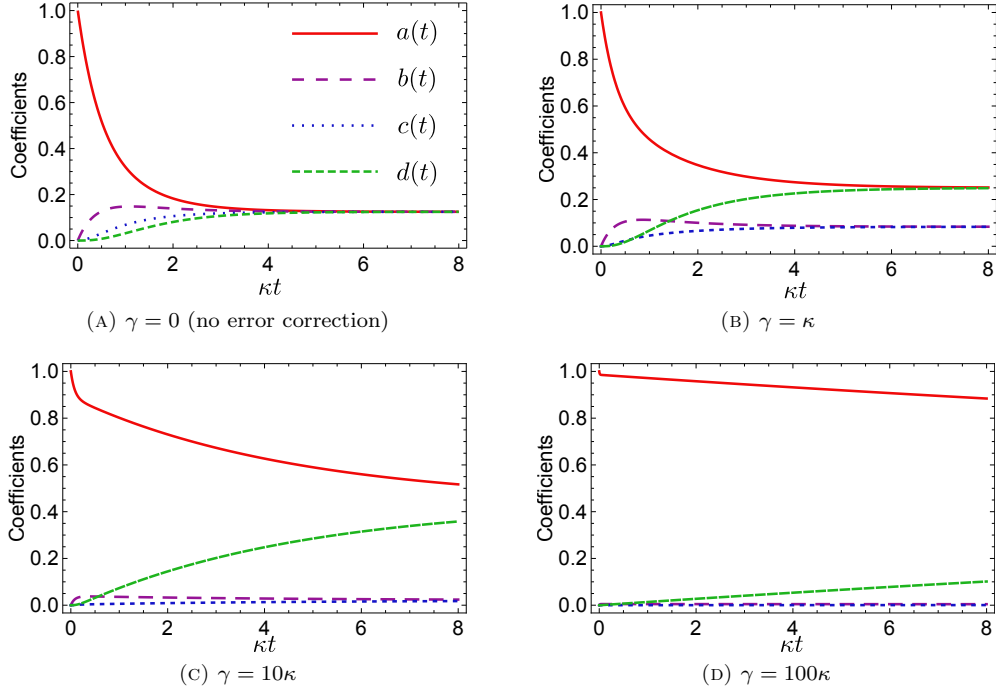 1.0
0.8
0.6
0.4
0.2
0.0
Coefficients
a(t)
b(t)
c(t)
d(t)
0 2 4 6 8
κt
(A) γ = 0 (no error correction)
1.0
0.8
0.6
0.4
0.2
0.0
Coefficients
0 2 4 6 8
κt
(B) γ = κ
1.0
0.8
0.6
0.4
0.2
0.0
Coefficients
0 2 4 6 8
κt
(C) γ = 10κ
1.0
0.8
0.6
0.4
0.2
0.0
Coefficients
0 2 4 6 8
κt
(D) γ = 100κ